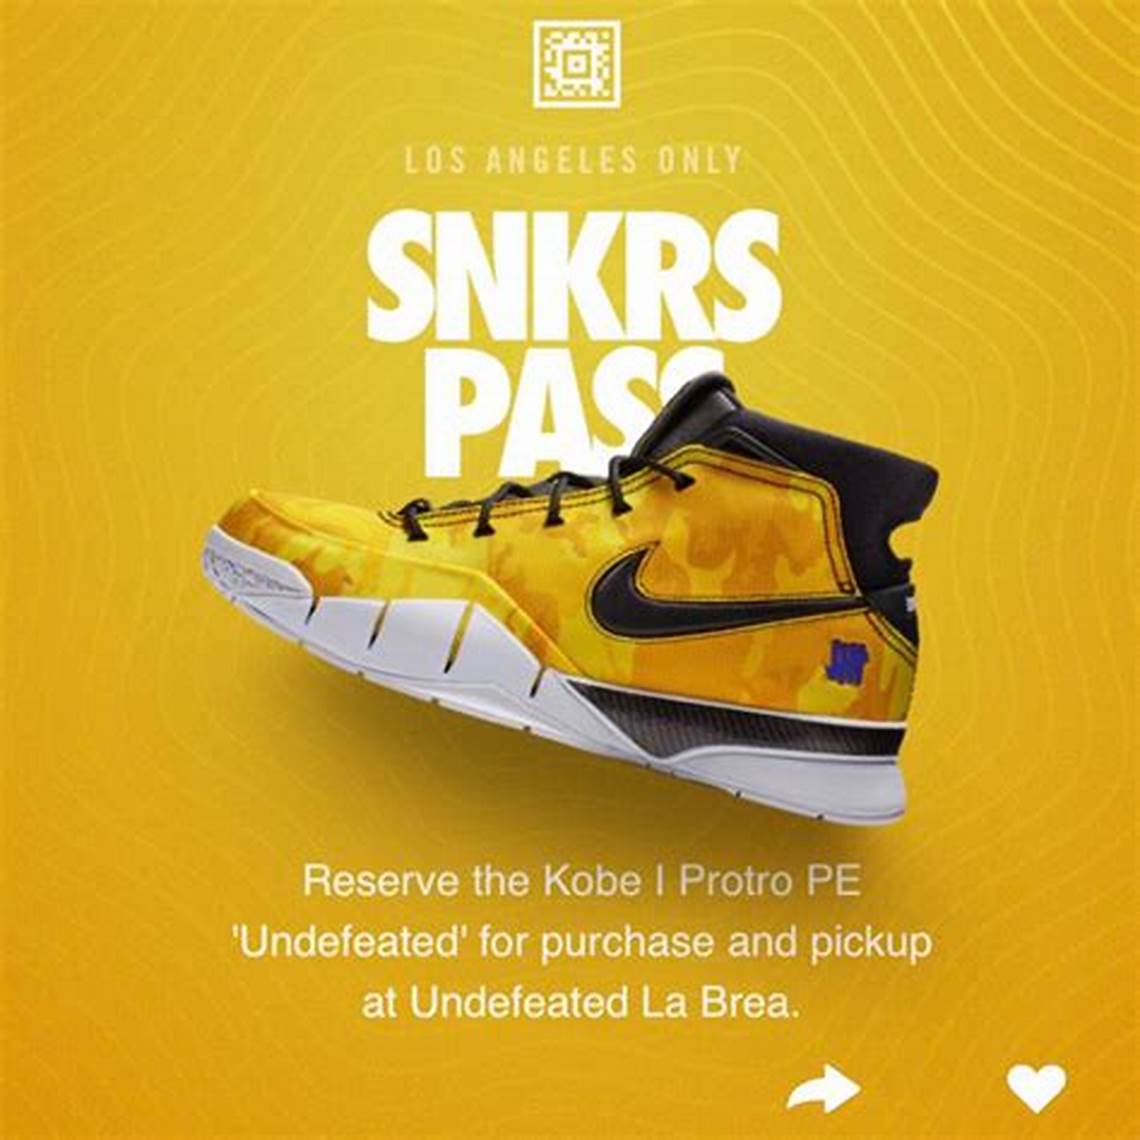 LOS ANGELES ONLY
SNKRS
PASS
Reserve the Kobe I Protro PE
'Undefeated' for purchase and pickup
at Undefeated La Brea.